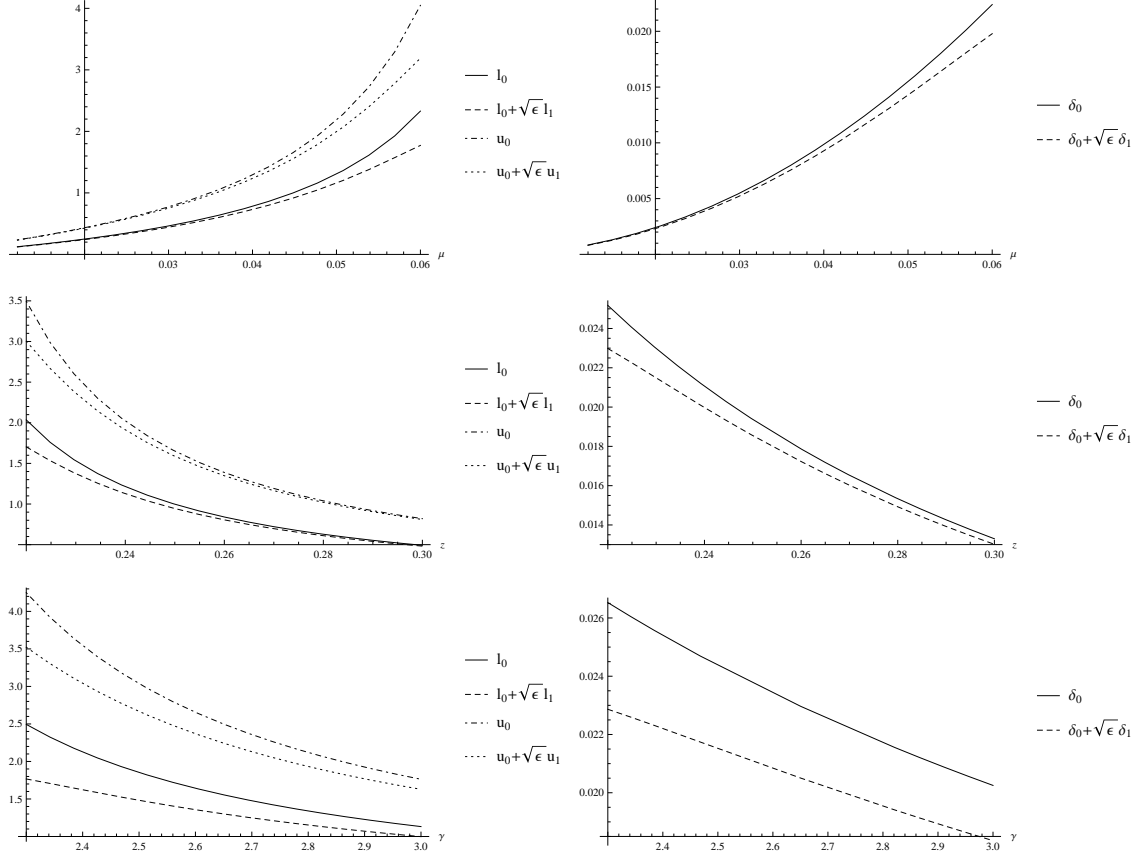 4
3
2
1
0.03 0.04 0.05 0.06 μ
l₀
l₀+√ϵ l₁
u₀
u₀+√ϵ u₁
0.020
0.015
0.010
0.005
0.03 0.04 0.05 0.06 μ
δ₀
δ₀+√ϵ δ₁
3.5
3.0
2.5
2.0
1.5
1.0
0.24 0.26 0.28 0.30 z
l₀
l₀+√ϵ l₁
u₀
u₀+√ϵ u₁
0.024
0.022
0.020
0.018
0.016
0.014
0.24 0.26 0.28 0.30 z
δ₀
δ₀+√ϵ δ₁
4.0
3.5
3.0
2.5
2.0
1.5
2.4 2.5 2.6 2.7 2.8 2.9 3.0 γ
l₀
l₀+√ϵ l₁
u₀
u₀+√ϵ u₁
0.026
0.024
0.022
0.020
2.4 2.5 2.6 2.7 2.8 2.9 3.0 γ
δ₀
δ₀+√ϵ δ₁